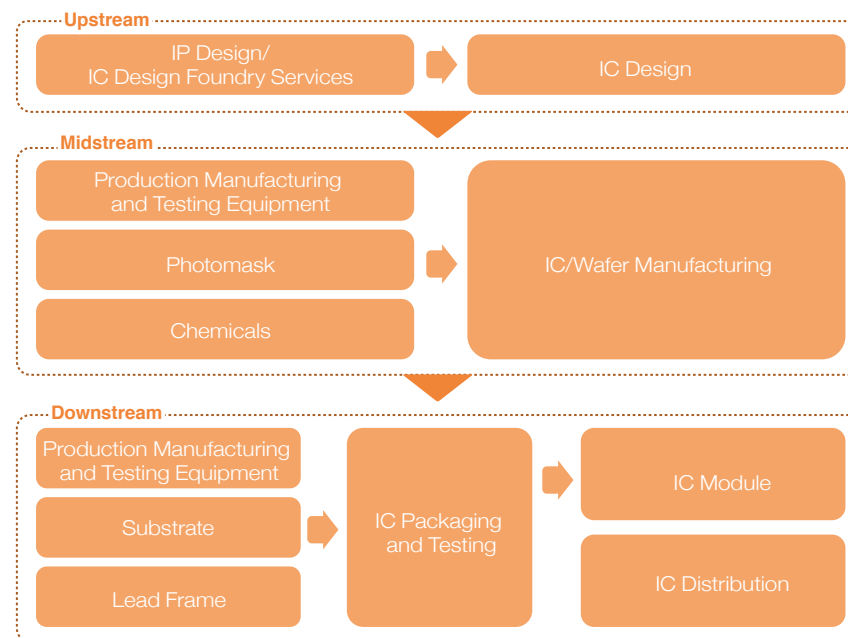 Upstream
IP Design/
IC Design Foundry Services
IC Design
Midstream
Production Manufacturing
and Testing Equipment
Photomask
Chemicals
IC/Wafer Manufacturing
Downstream
Production Manufacturing
and Testing Equipment
Substrate
Lead Frame
IC Packaging
and Testing
IC Module
IC Distribution